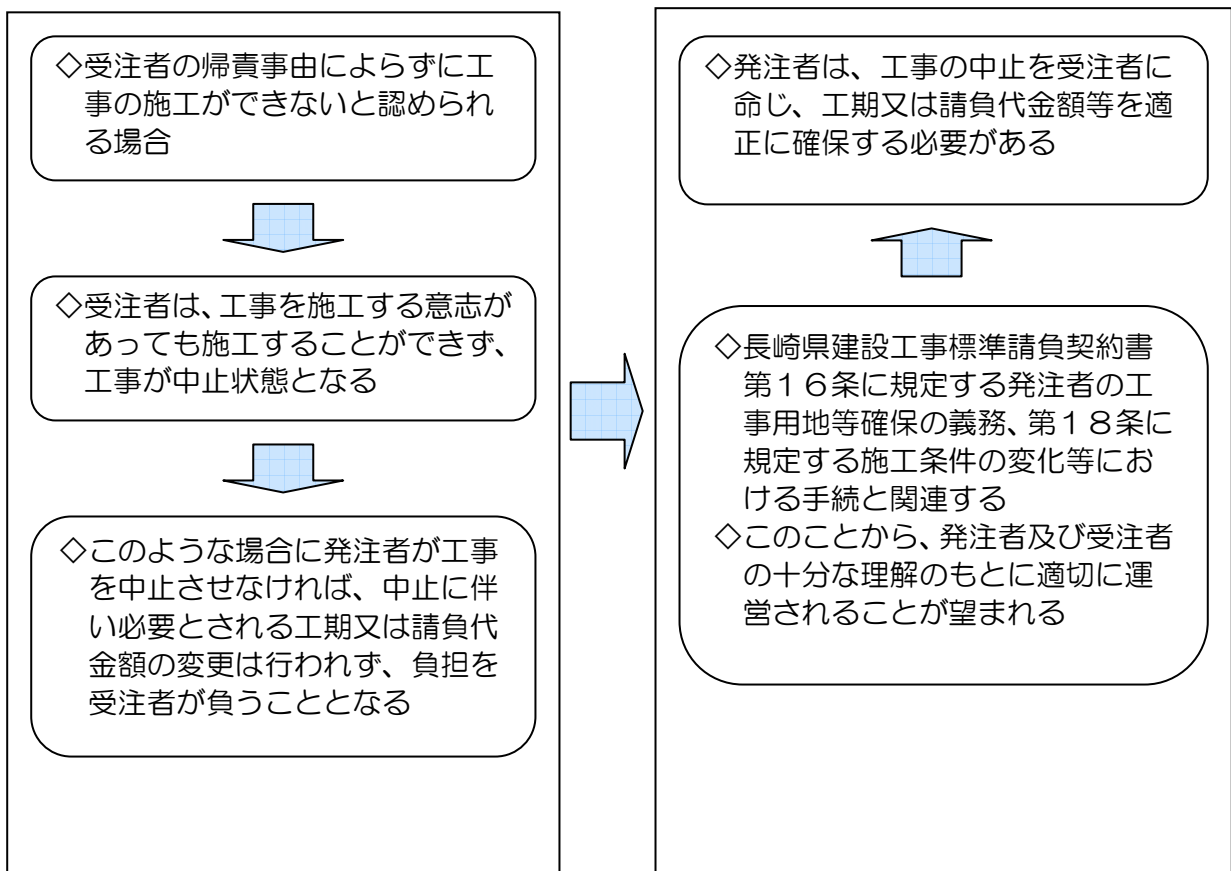 ◇受注者の帰責事由によらずに工
事の施工ができないと認められ
る場合
◇受注者は、工事を施工する意志が
あっても施工することができず、
工事が中止状態となる
◇このような場合に発注者が工事
を中止させなければ、中止に伴
い必要とされる工期又は請負代
金額の変更は行われず、負担を
受注者が負うこととなる
◇発注者は、工事の中止を受注者に
命じ、工期又は請負代金額等を適
正に確保する必要がある
◇長崎県建設工事標準請負契約書
第16条に規定する発注者の工
事用地等確保の義務、第18条に
規定する施工条件の変化等にお
ける手続と関連する
◇このことから、発注者及び受注者
の十分な理解のもとに適切に運
営されることが望まれる